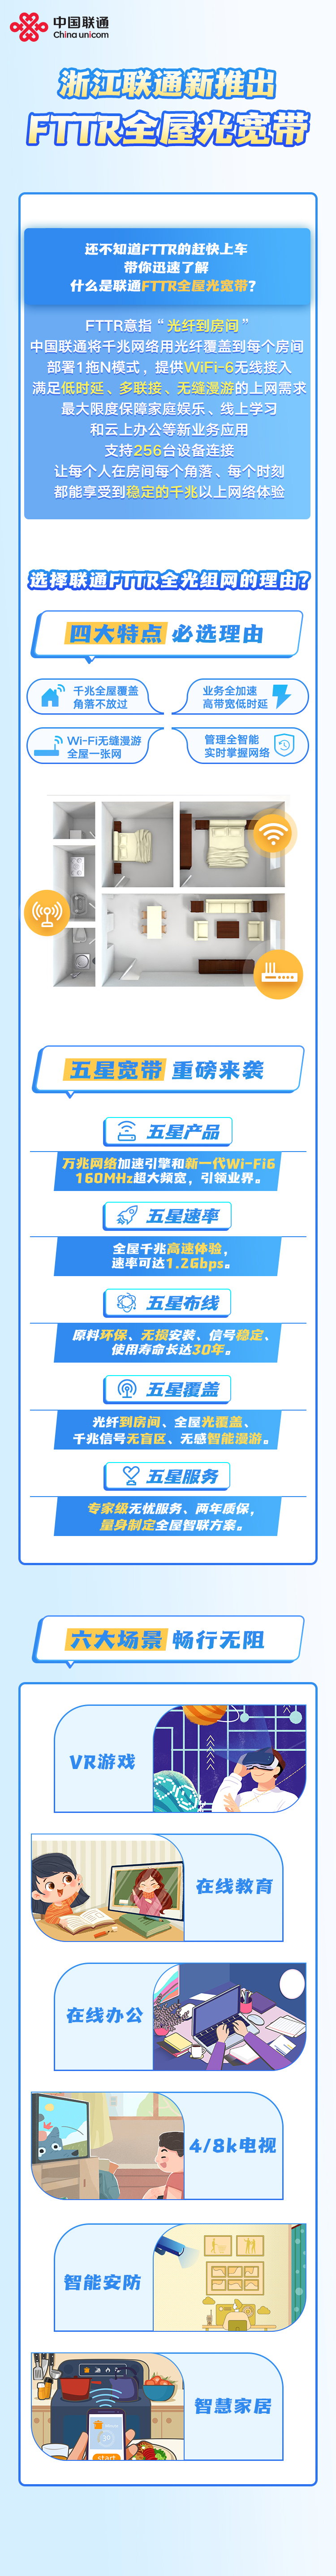 中国联通
China unicom
浙江联通新推出
FTTR全屋光宽带
还不知道FTTR的赶快上车
带你迅速了解
什么是联通FTTR全屋光宽带?
FTTR意指“光纤到房间”
中国联通将千兆网络用光纤覆盖到每个房间
部署1拖N模式，提供WiFi-6无线接入
满足低时延、多联接、无缝漫游的上网需求
最大限度保障家庭娱乐、线上学习
和云上办公等新业务应用
支持256台设备连接
让每个人在房间每个角落、每个时刻
都能享受到稳定的千兆以上网络体验
选择联通FTTR全光组网的理由?
四大特点 必选理由
千兆全屋覆盖
角落不放过
业务全加速
高带宽低时延
Wi-Fi无缝漫游
全屋一张网
管理全智能
实时掌握网络
五星宽带 重磅来袭
五星产品
万兆网络加速引擎和新一代Wi-Fi6
160MHz超大频宽，引领业界。
五星速率
全屋千兆高速体验，
速率可达1.2Gbps。
五星布线
原料环保、无损安装、信号稳定、
使用寿命长达30年。
五星覆盖
光纤到房间、全屋光覆盖、
千兆信号无盲区、无感智能漫游。
五星服务
专家级无忧服务、两年质保，
量身制定全屋智联方案。
六大场景 畅行无阻
VR游戏
在线教育
在线办公
4/8k电视
智能安防
智慧家居
start